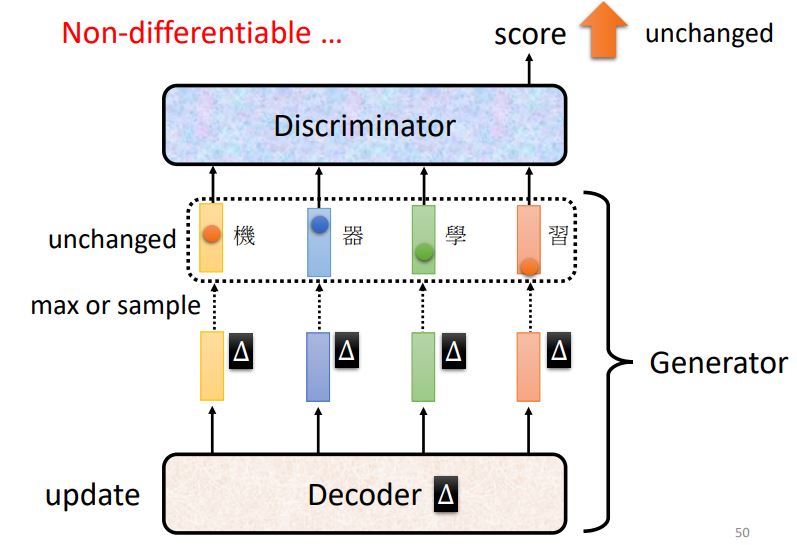 Non-differentiable …
score
unchanged
Discriminator
unchanged
機
器
學
習
max or sample
Δ
Δ
Δ
Δ
Generator
update
Decoder Δ
50